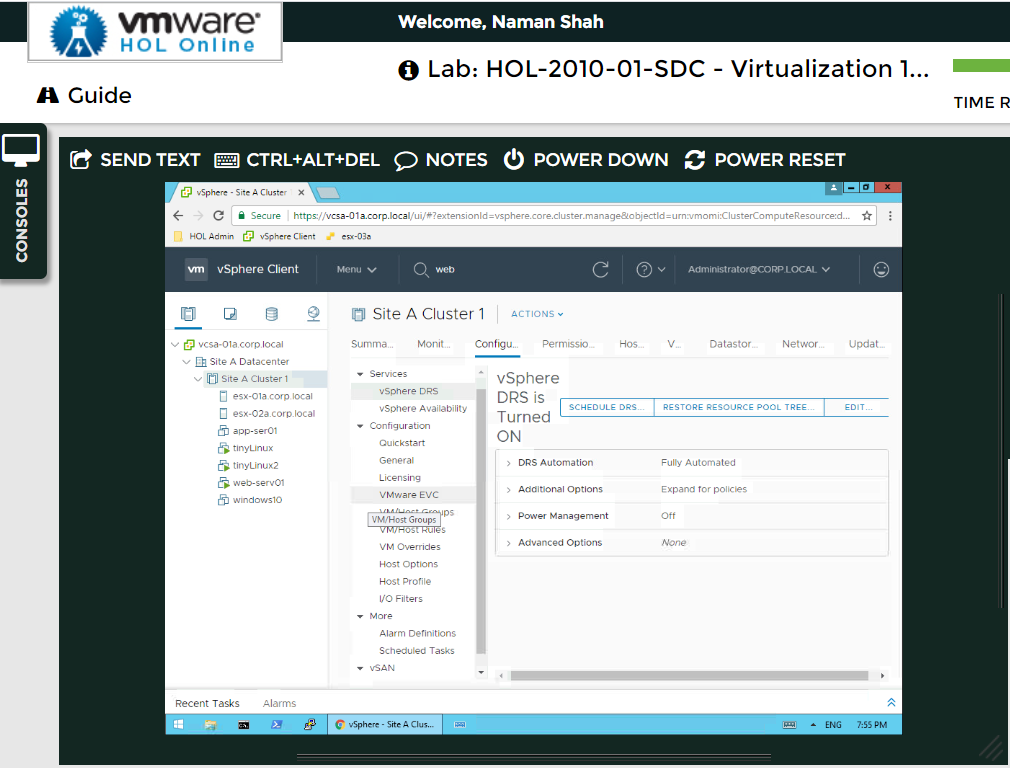 vmware®
HOL Online
Welcome, Naman Shah
Lab: HOL-2010-01-SDC - Virtualization 1...
Guide
TIME R
CONSOLES
SEND TEXT CTRL+ALT+DEL NOTES POWER DOWN POWER RESET
vSphere - Site A Cluster
Secure https://vcsa-01a.corp.local/ui/#?extensionId=vsphere.core.cluster.manage&objectId=urn:vmomi:ClusterComputeResource:d...
HOL Admin vSphere Client esx-03a
vm vSphere Client Menu web Administrator@CORP.LOCAL
Site A Cluster 1 ACTIONS
Summa... Monit... Configu... Permissio... Hos... V... Datastor... Networ... Updat...
vcsa-01a.corp.local
Site A Datacenter
Site A Cluster 1
esx-01a.corp.local
esx-02a.corp.local
app-ser01
tinyLinux
tinyLinux2
web-serv01
windows10
Services
vSphere DRS
vSphere Availability
Configuration
Quickstart
General
Licensing
VMware EVC
VM/Host Groups
VM/Host Groups
VM/Host Rules
VM Overrides
Host Options
Host Profile
I/O Filters
More
Alarm Definitions
Scheduled Tasks
vSAN
vSphere
DRS is
Turned
ON
SCHEDULE DRS... RESTORE RESOURCE POOL TREE... EDIT...
DRS Automation Fully Automated
Additional Options Expand for policies
Power Management Off
Advanced Options None
Recent Tasks Alarms
vSphere - Site A Clus... ENG 7:55 PM